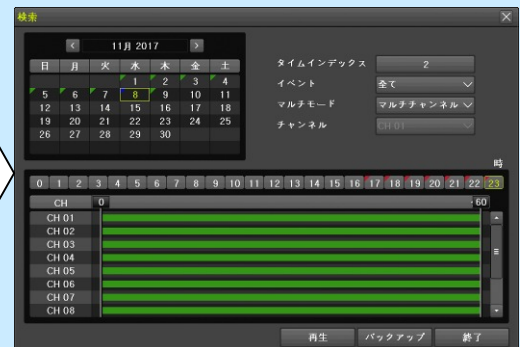 検索
11月 2017
日 月 火 水 木 金 土
1 2 3 4
5 6 7 8 9 10 11
12 13 14 15 16 17 18
19 20 21 22 23 24 25
26 27 28 29 30
タイムインデックス 2
イベント 全て
マルチモード マルチチャンネル
チャンネル CH 01
時
0 1 2 3 4 5 6 7 8 9 10 11 12 13 14 15 16 17 18 19 20 21 22 23
CH 0 60
CH 01
CH 02
CH 03
CH 04
CH 05
CH 06
CH 07
CH 08
再生 バックアップ 終了